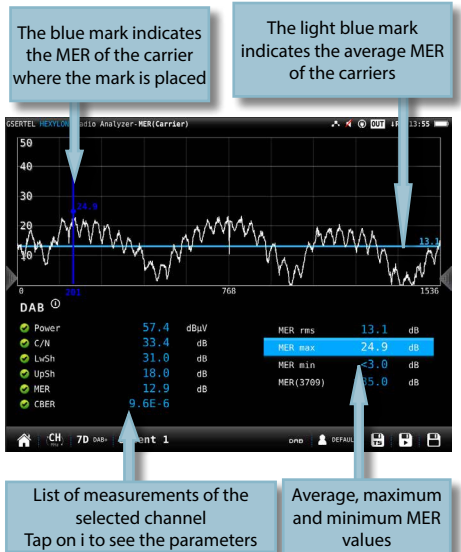 The blue mark indicates
the MER of the carrier
where the mark is placed
The light blue mark
indicates the average MER
of the carriers
GSERTEL HEXYLON adio Analyzer-MER(Carrier)
OUT 13:55
50
40
30
20
10
24.9
13.1
0 201 768 1536
DAB i
Power 57.4 dBµV
C/N 33.4 dB
LwSh 31.0 dB
UpSh 18.0 dB
MER 12.9 dB
CBER 9.6E-6
MER rms 13.1 dB
MER max 24.9 dB
MER min <3.0 dB
MER(3709) 35.0 dB
CH 7D DAB+ ent 1
DAB DEFAUL
List of measurements of the
selected channel
Tap on i to see the parameters
Average, maximum
and minimum MER
values